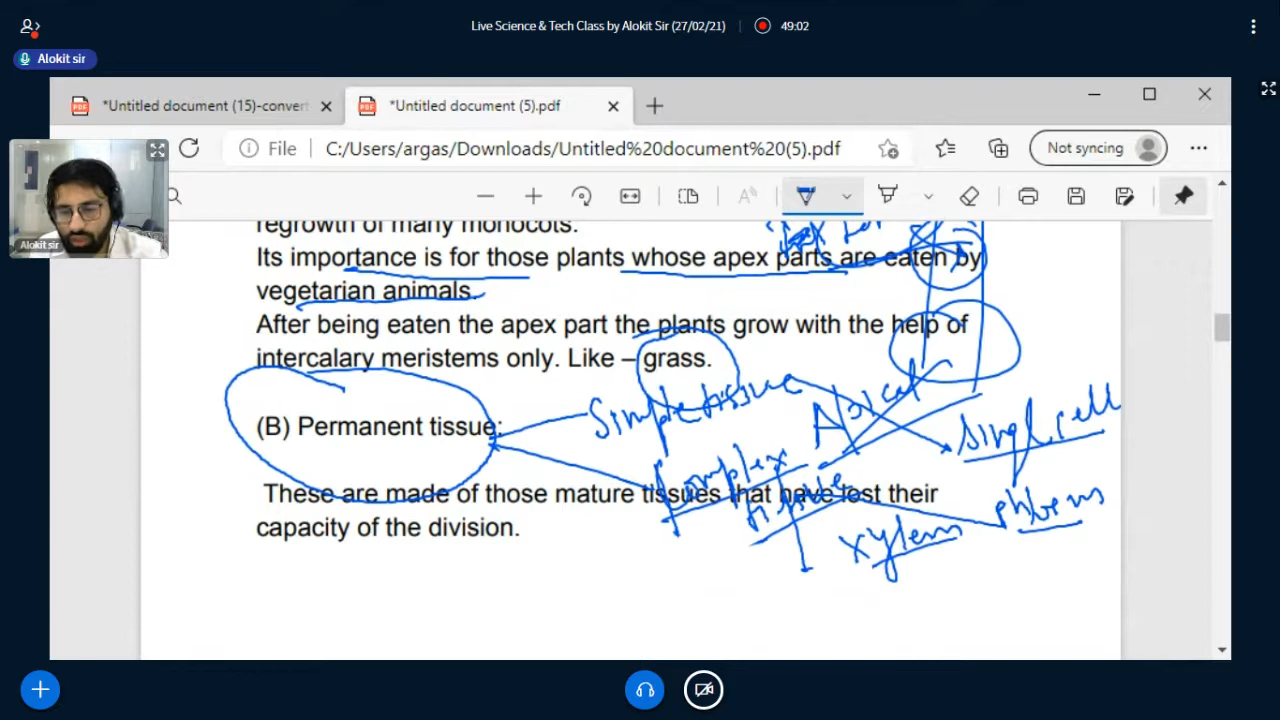 Live Science & Tech Class by Alokit Sir (27/02/21) 49:02
Alokit sir
*Untitled document (15)-convert
*Untitled document (5).pdf
File C:/Users/argas/Downloads/Untitled%20document%20(5).pdf
Not syncing
Alokit sir
regrowth of many monocots.
Its importance is for those plants whose apex parts are eaten by
vegetarian animals.
After being eaten the apex part the plants grow with the help of
intercalary meristems only. Like – grass.
Simple tissue
Apical
Singl cell
(B) Permanent tissue:
Complex
tissue
These are made of those mature tissues that have lost their
capacity of the division.
xylem
phloem